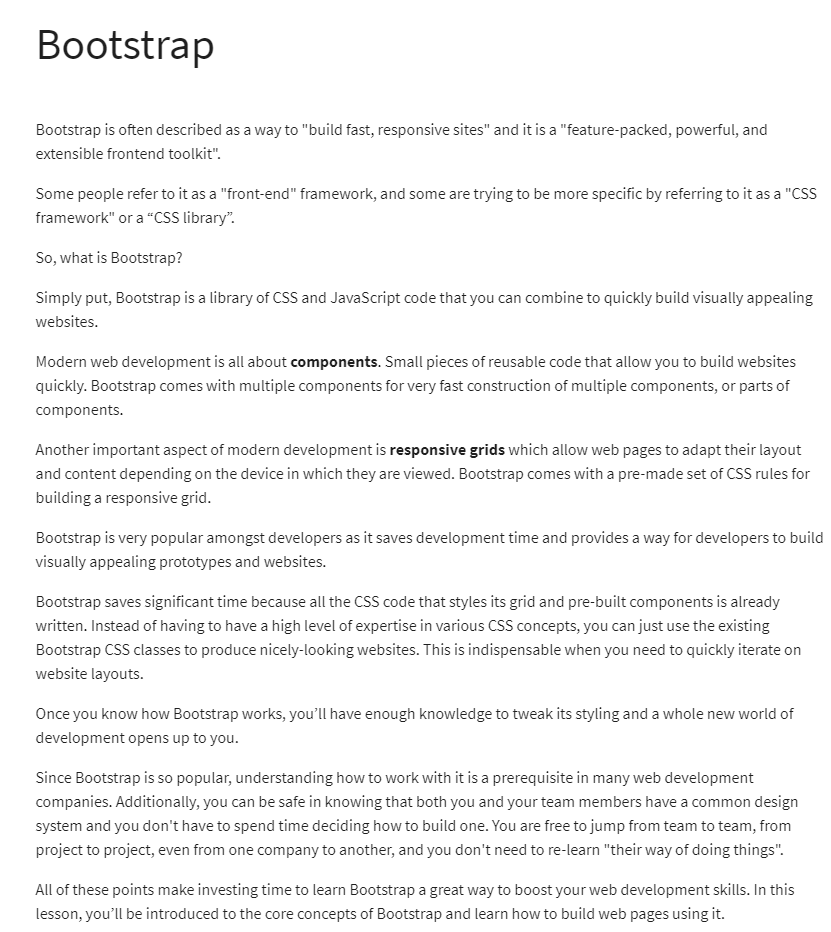 Bootstrap
Bootstrap is often described as a way to "build fast, responsive sites" and it is a "feature-packed, powerful, and
extensible frontend toolkit".
Some people refer to it as a "front-end" framework, and some are trying to be more specific by referring to it as a "CSS
framework" or a “CSS library”.
So, what is Bootstrap?
Simply put, Bootstrap is a library of CSS and JavaScript code that you can combine to quickly build visually appealing
websites.
Modern web development is all about components. Small pieces of reusable code that allow you to build websites
quickly. Bootstrap comes with multiple components for very fast construction of multiple components, or parts of
components.
Another important aspect of modern development is responsive grids which allow web pages to adapt their layout
and content depending on the device in which they are viewed. Bootstrap comes with a pre-made set of CSS rules for
building a responsive grid.
Bootstrap is very popular amongst developers as it saves development time and provides a way for developers to build
visually appealing prototypes and websites.
Bootstrap saves significant time because all the CSS code that styles its grid and pre-built components is already
written. Instead of having to have a high level of expertise in various CSS concepts, you can just use the existing
Bootstrap CSS classes to produce nicely-looking websites. This is indispensable when you need to quickly iterate on
website layouts.
Once you know how Bootstrap works, you’ll have enough knowledge to tweak its styling and a whole new world of
development opens up to you.
Since Bootstrap is so popular, understanding how to work with it is a prerequisite in many web development
companies. Additionally, you can be safe in knowing that both you and your team members have a common design
system and you don't have to spend time deciding how to build one. You are free to jump from team to team, from
project to project, even from one company to another, and you don't need to re-learn "their way of doing things".
All of these points make investing time to learn Bootstrap a great way to boost your web development skills. In this
lesson, you’ll be introduced to the core concepts of Bootstrap and learn how to build web pages using it.